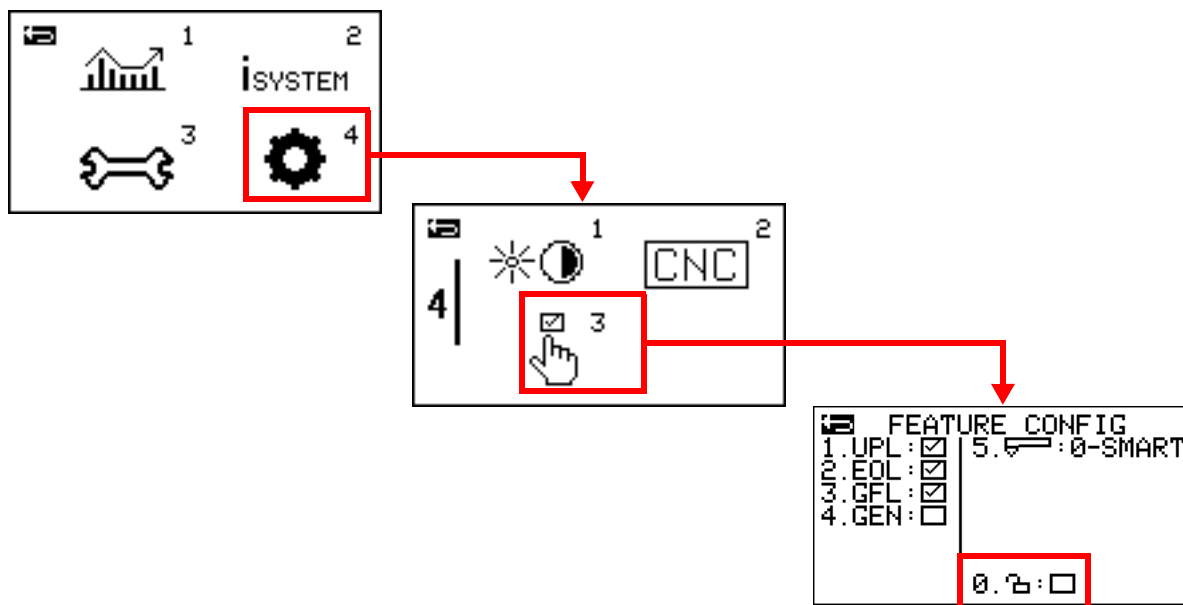 1 2
iSYSTEM
3 4
1 2
CNC
4
3
FEATURE CONFIG
1.UPL:☑ 5. :0-SMART
2.EOL:☑
3.GFL:☑
4.GEN:☐
0. :☐